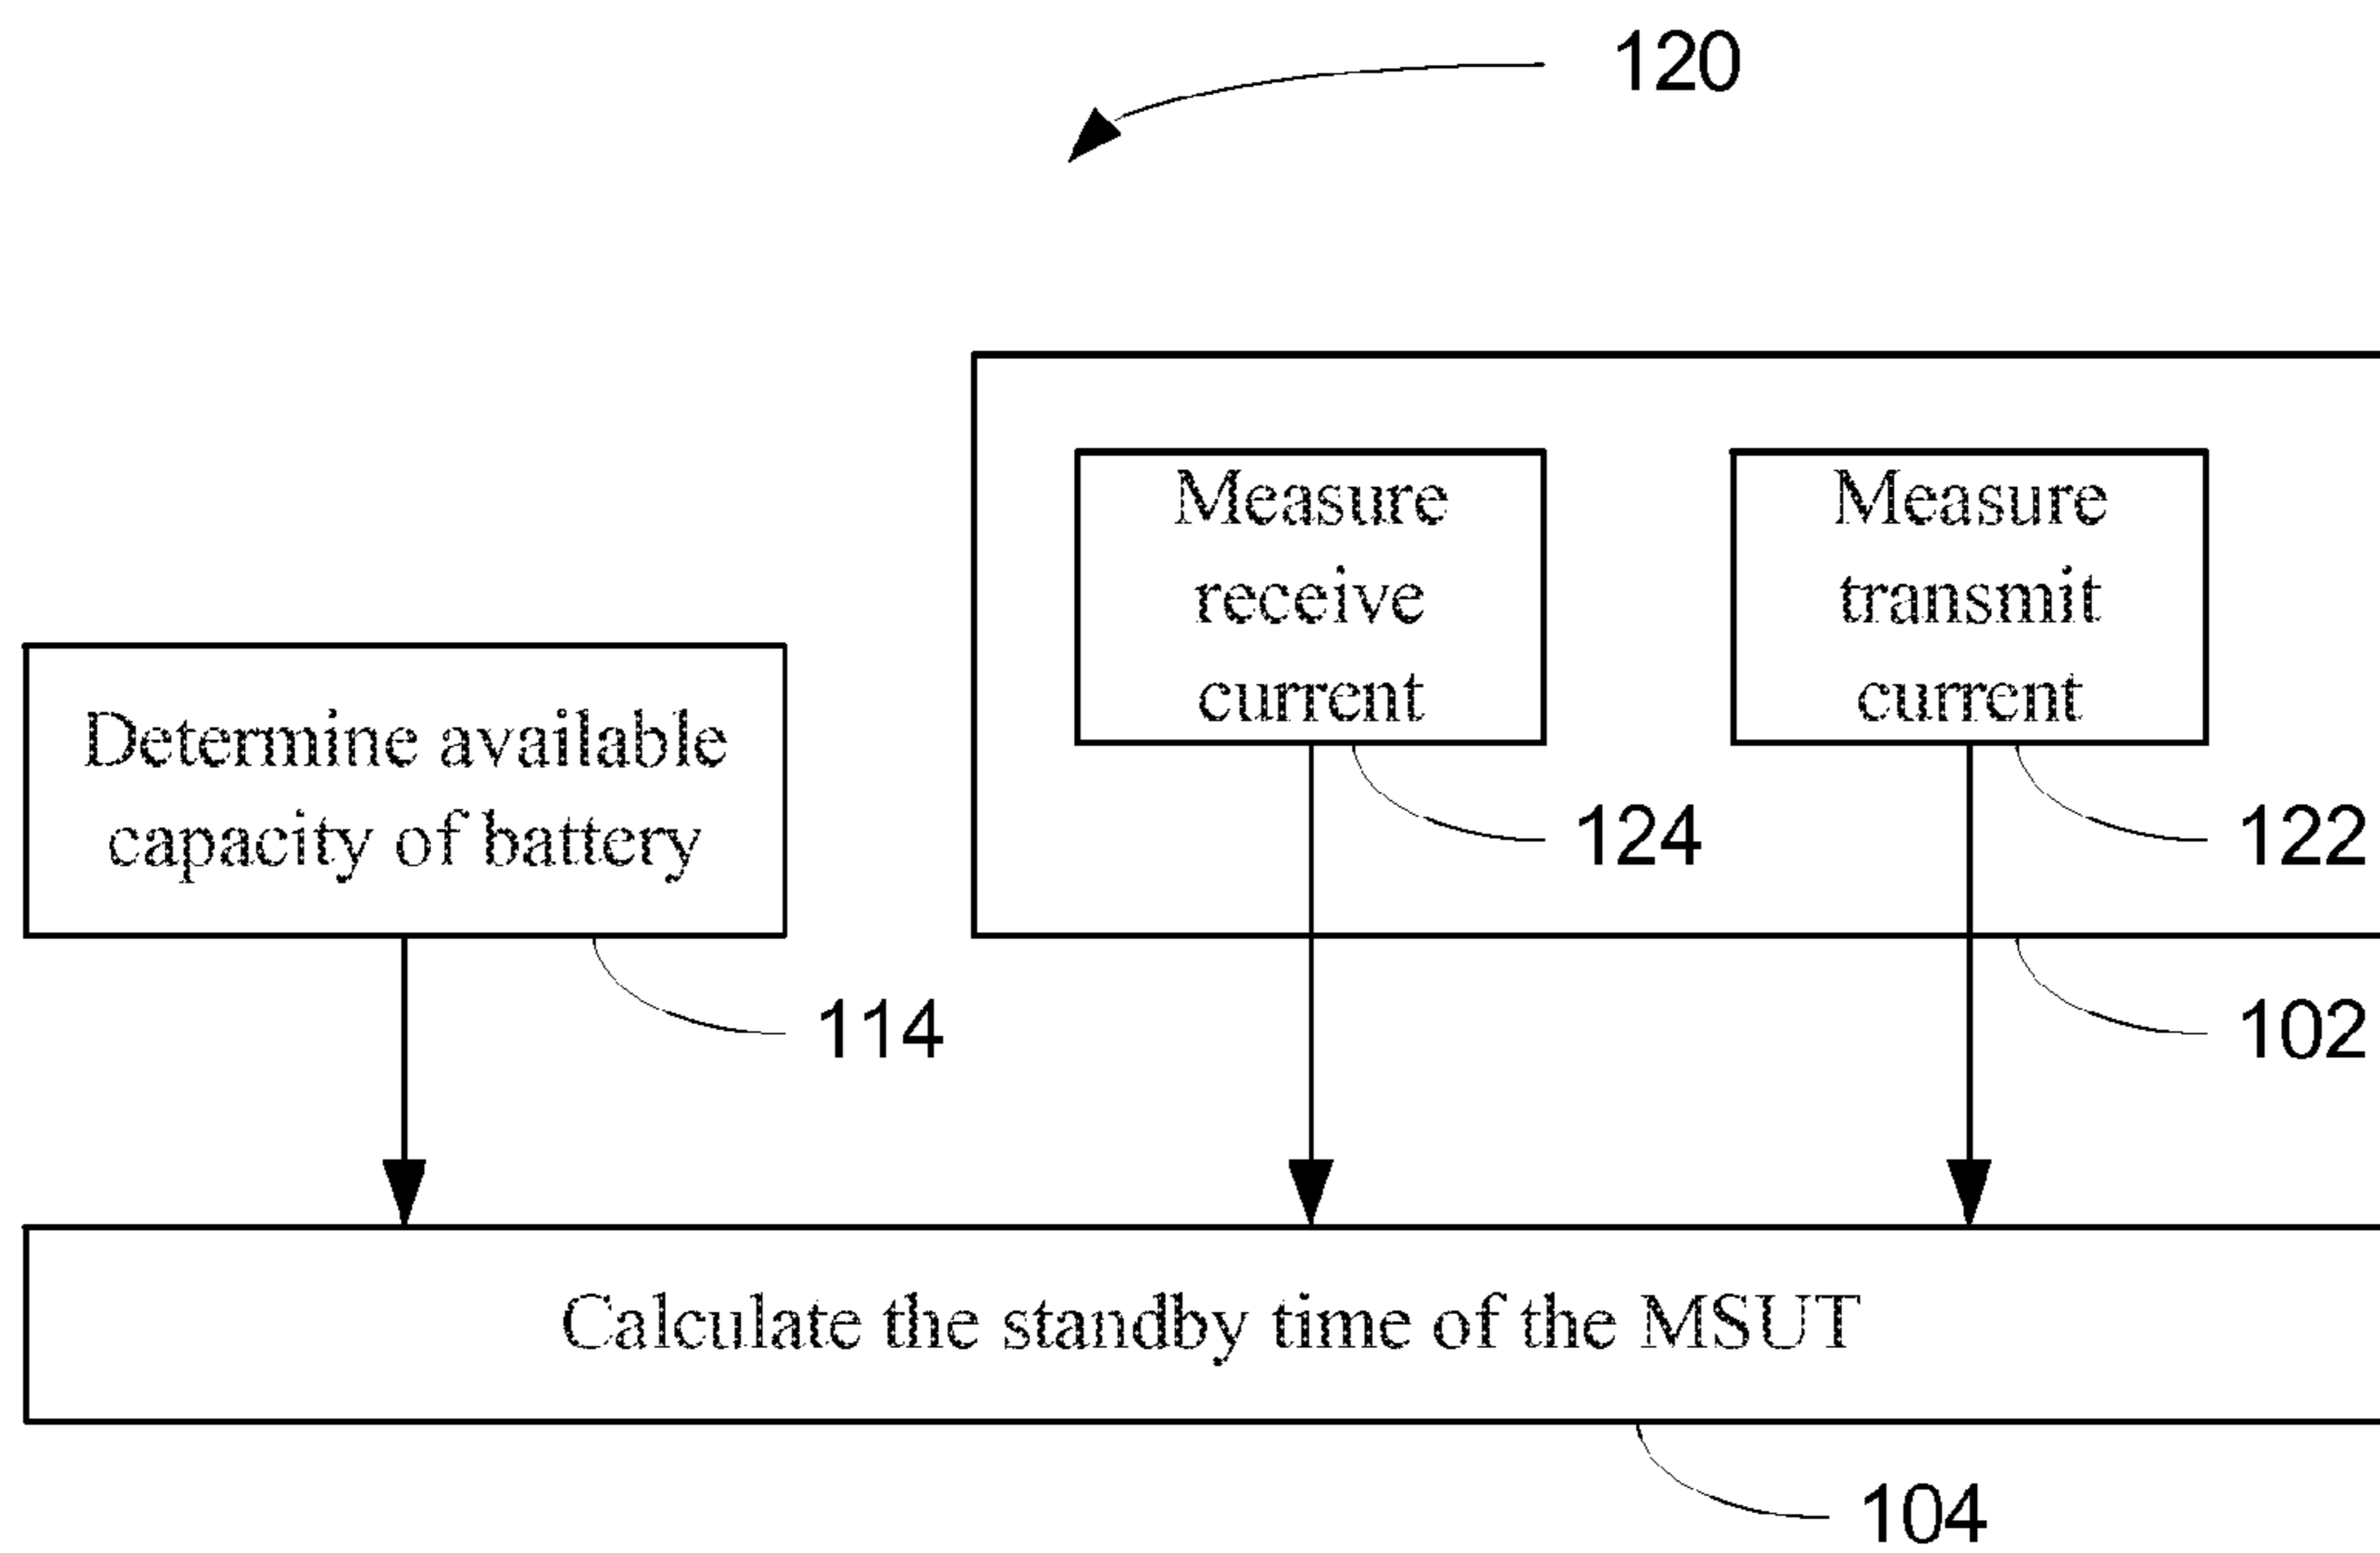 120
Measure
receive
current
Measure
transmit
current
Determine available
capacity of battery
124
122
114
102
Calculate the standby time of the MSUT
104